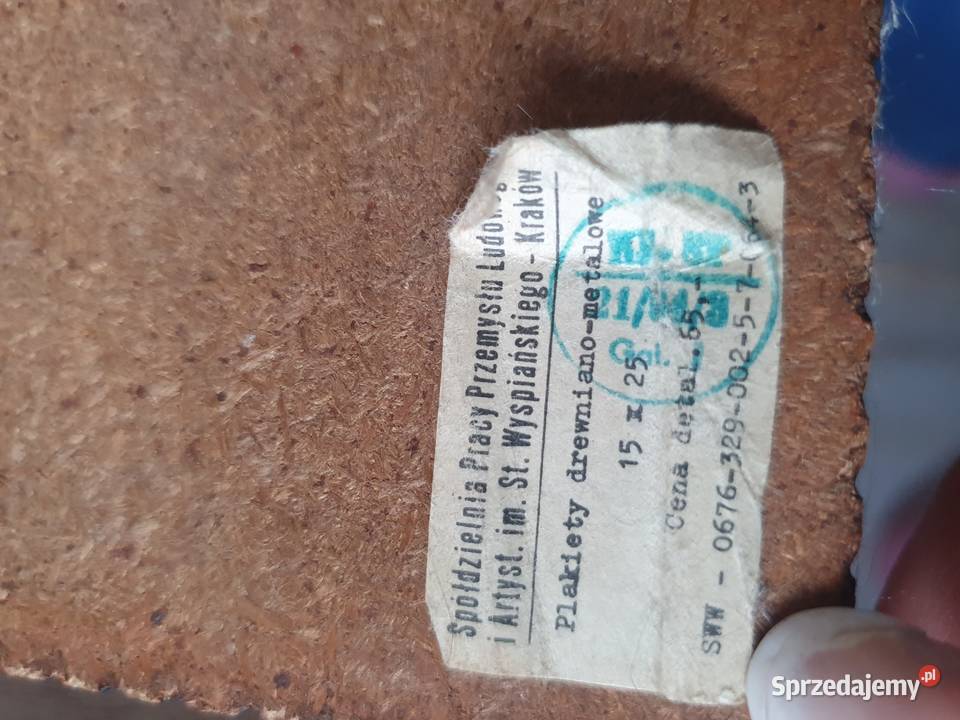 Spółdzielnia Pracy Przemysłu
i Artyst. im. St. Wyspiańskiego - Kraków
Plakiety drewniano-metalowe
15 x 25
Cena detal. 65,-
SWW - 0676-329-002-5-7-
Sprzedajemy.pl